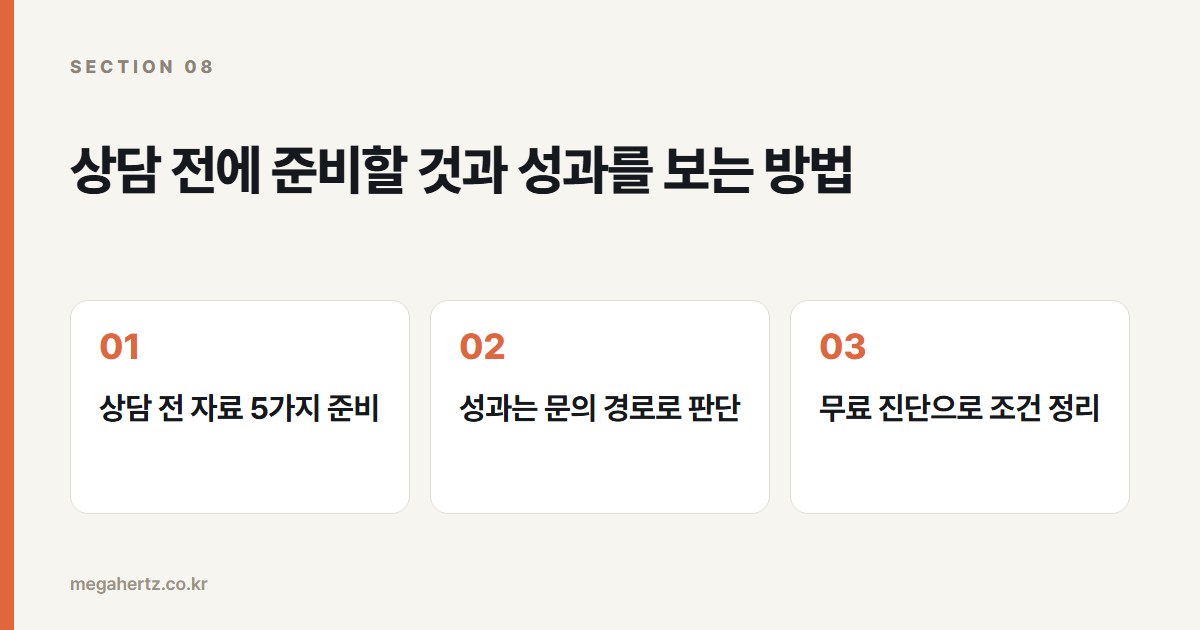 SECTION 08
상담 전에 준비할 것과 성과를 보는 방법
01
상담 전 자료 5가지 준비
02
성과는 문의 경로로 판단
03
무료 진단으로 조건 정리
megahertz.co.kr